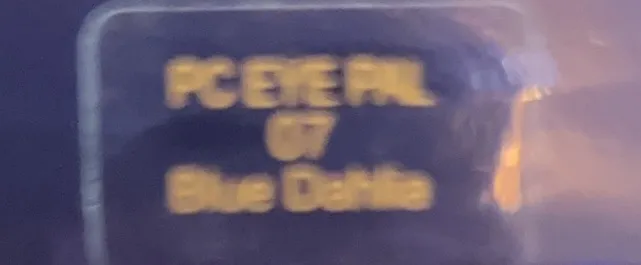 PC EYE PAL
07
Blue Dahlia